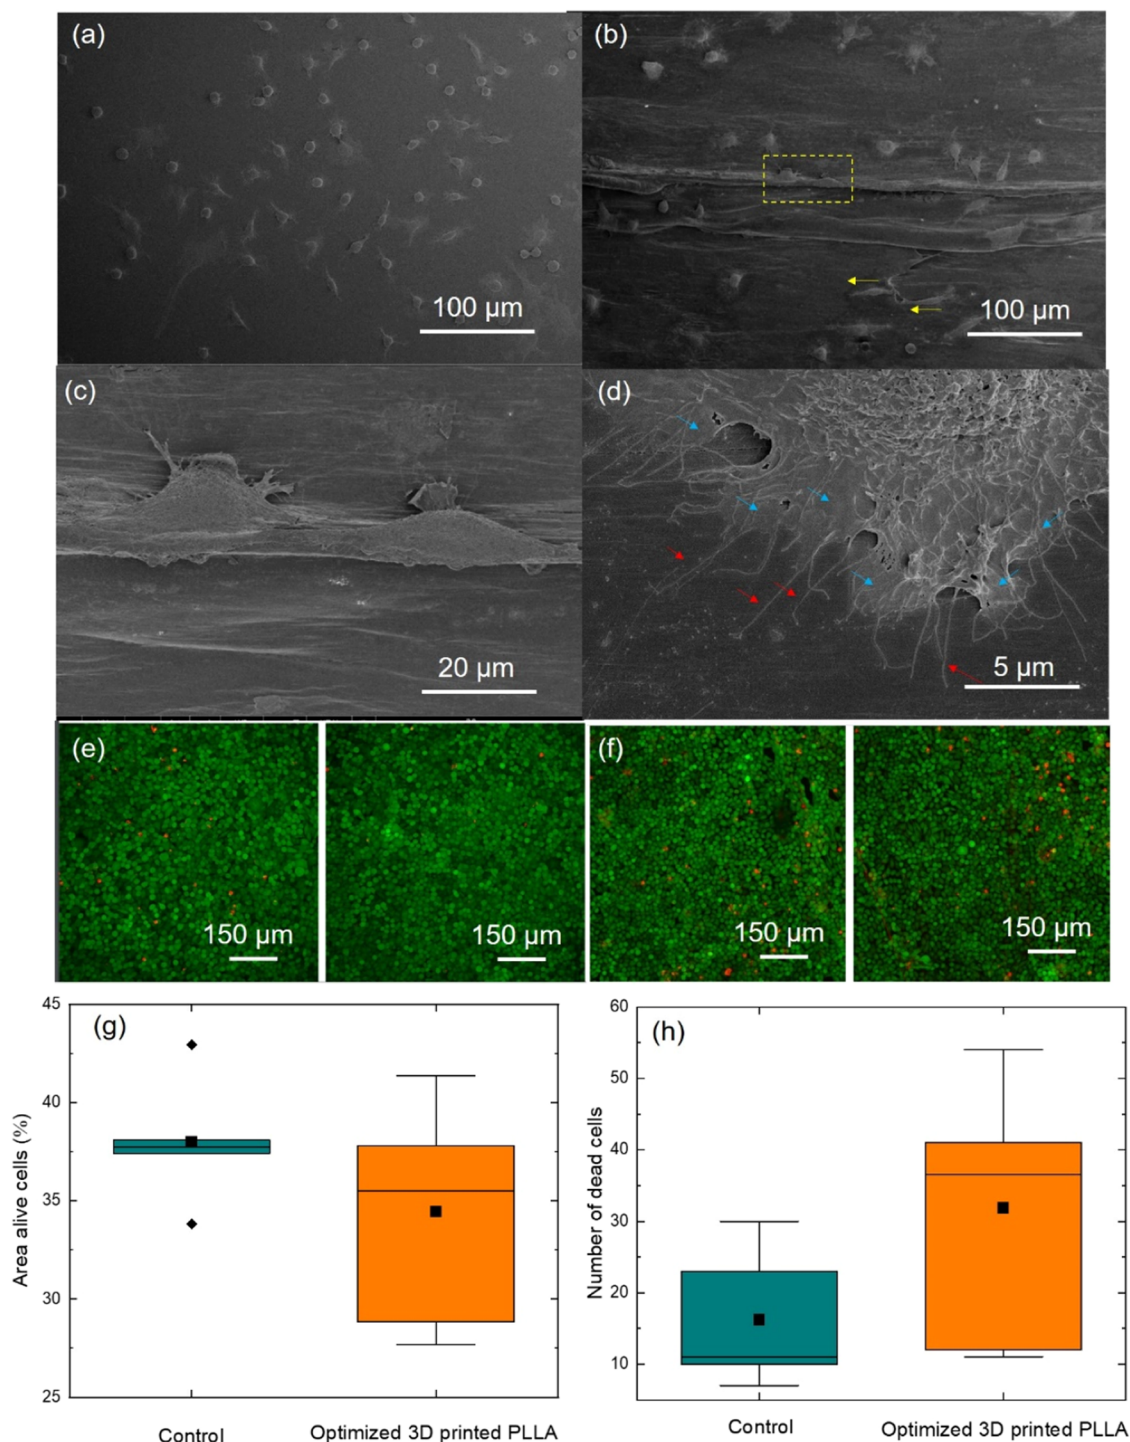 (a)
(b)
100 μm
100 μm
(c)
(d)
20 μm
5 μm
(e)
(f)
150 μm
150 μm
150 μm
150 μm
(g)
45
40
35
30
25
Area alive cells (%)
Control
Optimized 3D printed PLLA
(h)
60
50
40
30
20
10
Number of dead cells
Control
Optimized 3D printed PLLA